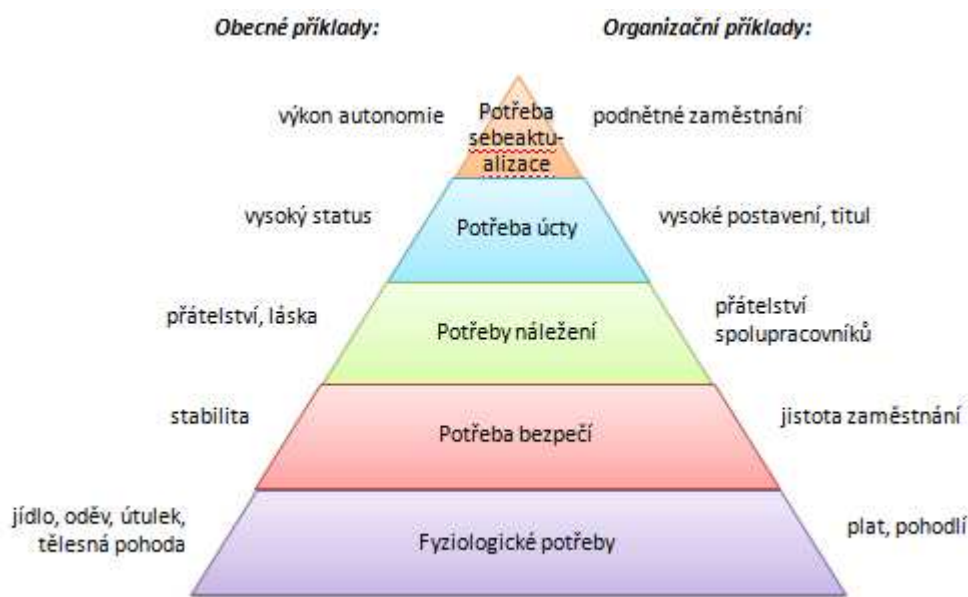 Obecné příklady:
Organizační příklady:
výkon autonomie
Potřeba
sebeaktu-
alizace
podnětné zaměstnání
vysoký status
Potřeba úcty
vysoké postavení, titul
přátelství, láska
Potřeby náležení
přátelství
spolupracovníků
stabilita
Potřeba bezpečí
jistota zaměstnání
jídlo, oděv, útulek,
tělesná pohoda
Fyziologické potřeby
plat, pohodlí